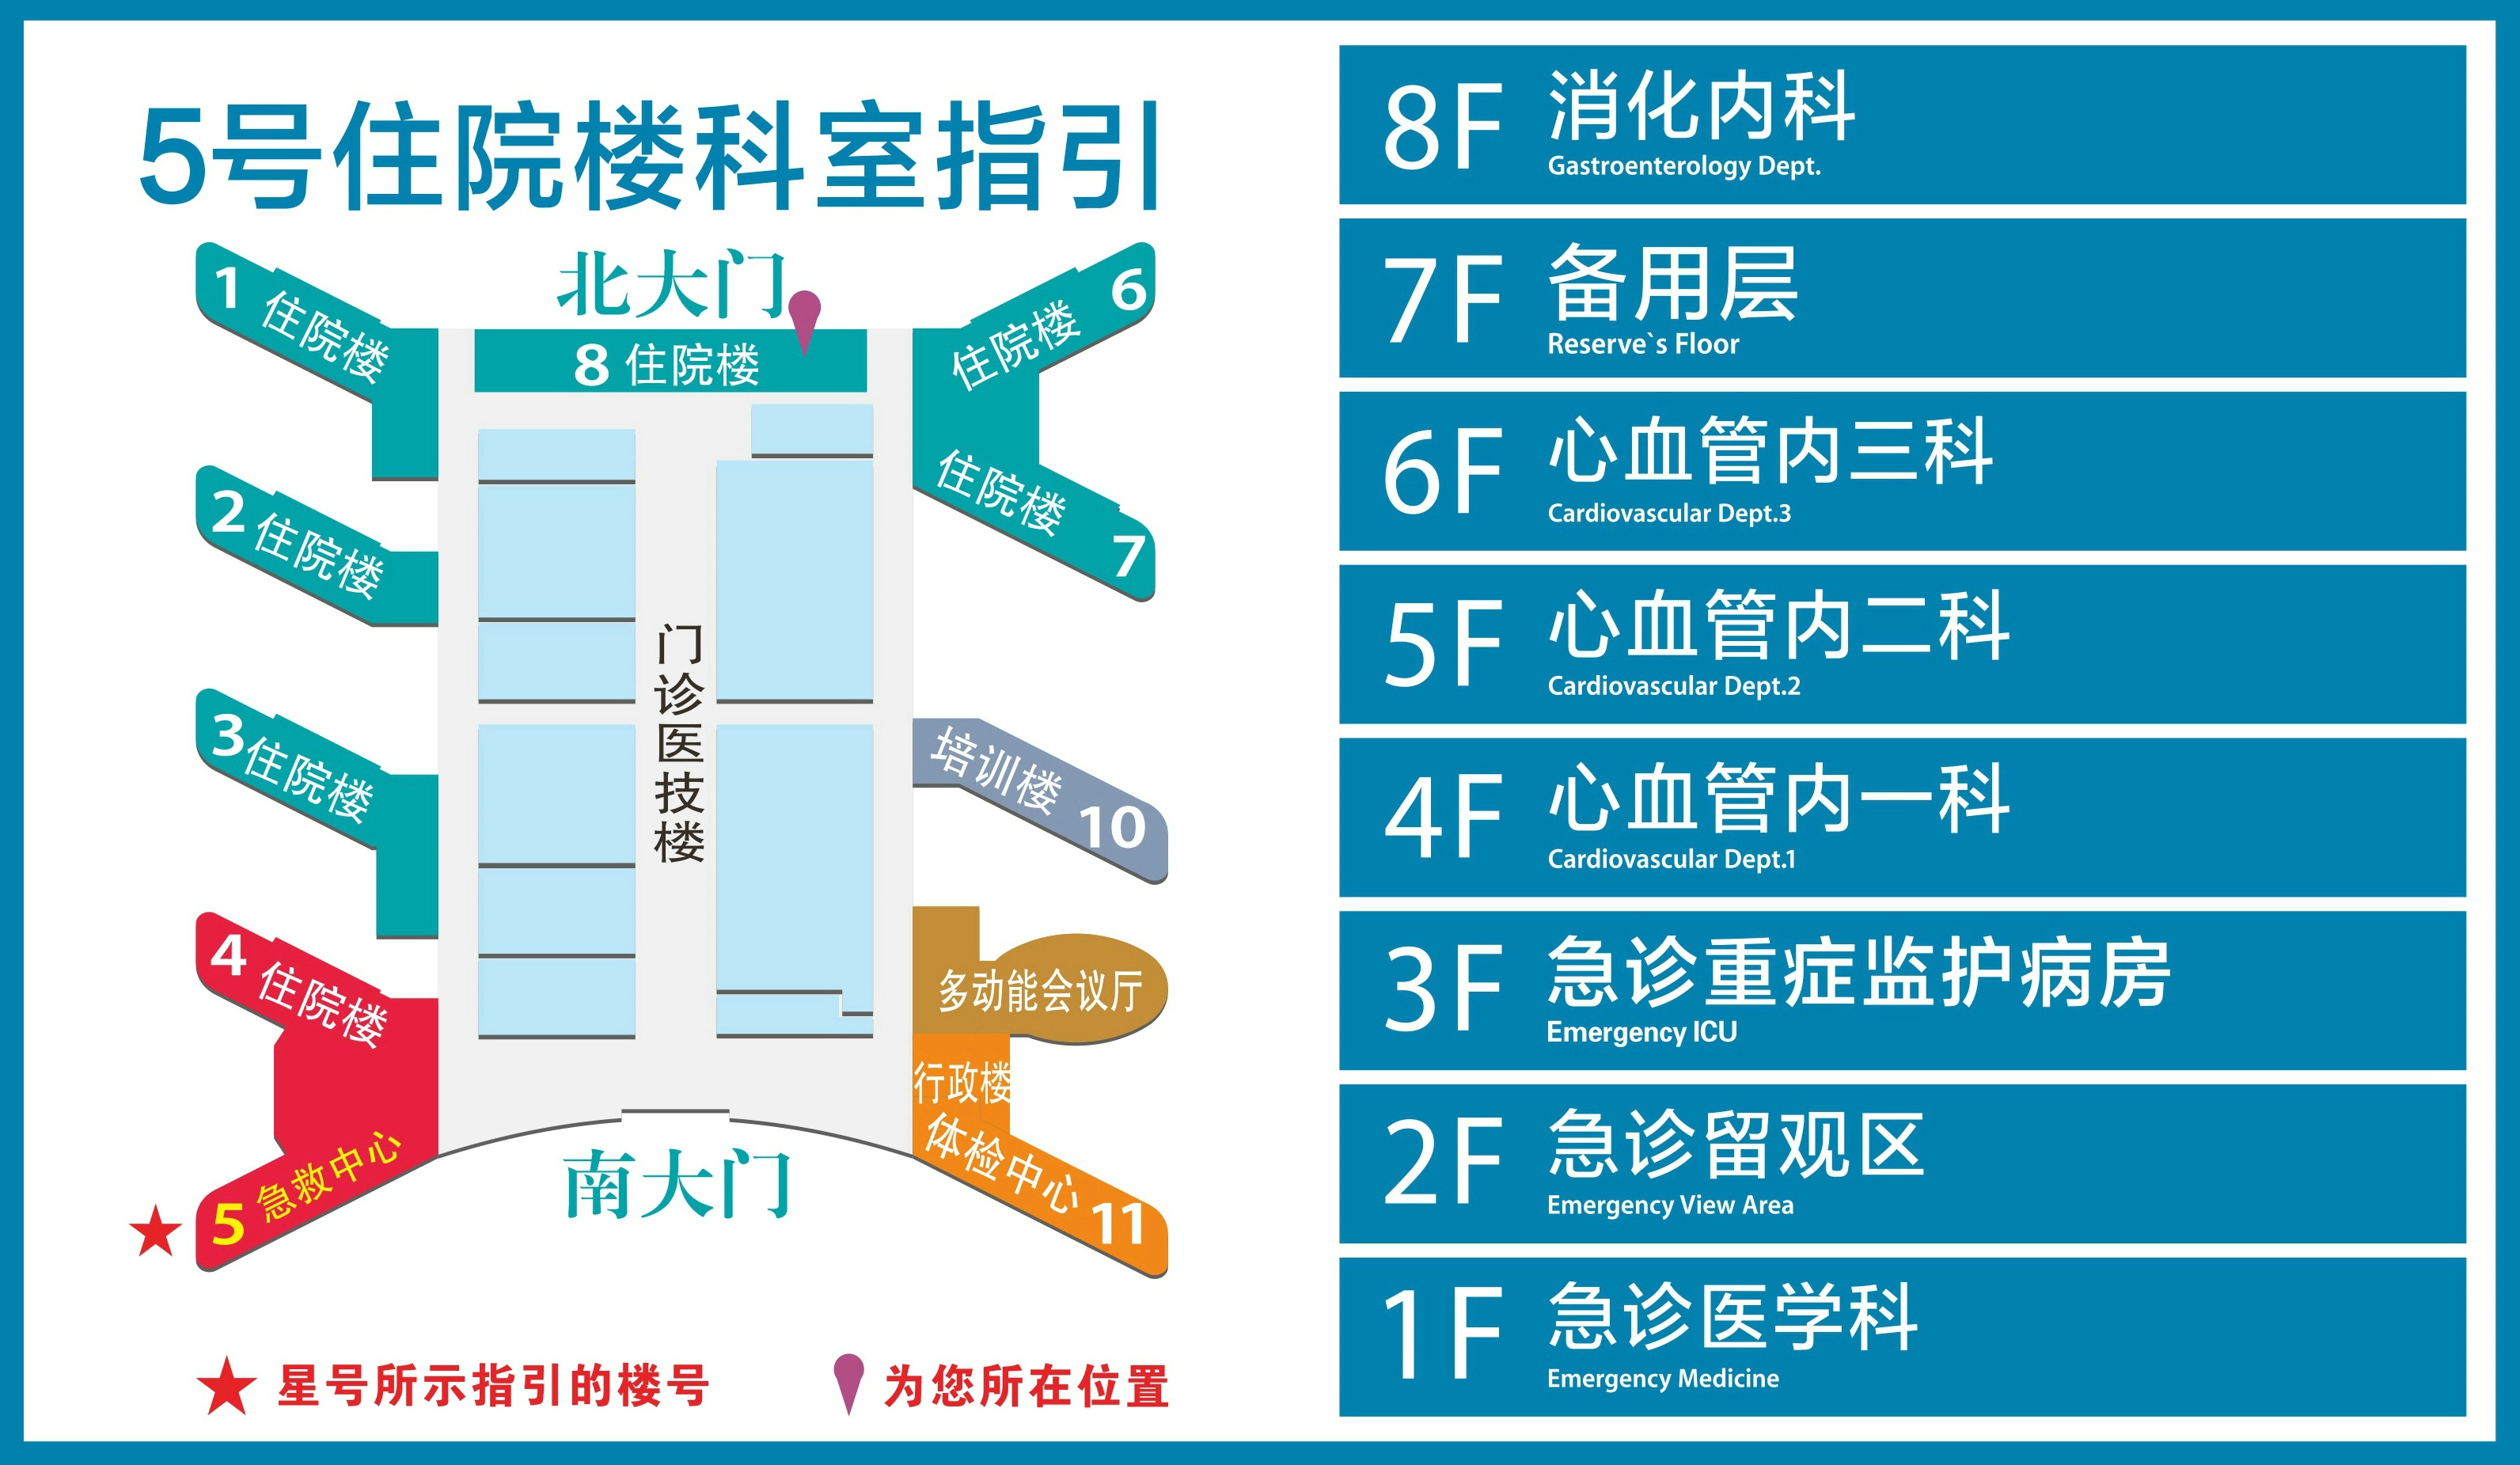 5号住院楼科室指引
北大门
1 住院楼
8 住院楼
6 住院楼
2 住院楼
住院楼 7
门诊医技楼
3 住院楼
培训楼 10
4 住院楼
多动能会议厅
行政楼
5 急救中心
体检中心 11
南大门
星号所示指引的楼号
为您所在位置
8F 消化内科
Gastroenterology Dept.
7F 备用层
Reserve`s Floor
6F 心血管内三科
Cardiovascular Dept.3
5F 心血管内二科
Cardiovascular Dept.2
4F 心血管内一科
Cardiovascular Dept.1
3F 急诊重症监护病房
Emergency ICU
2F 急诊留观区
Emergency View Area
1F 急诊医学科
Emergency Medicine